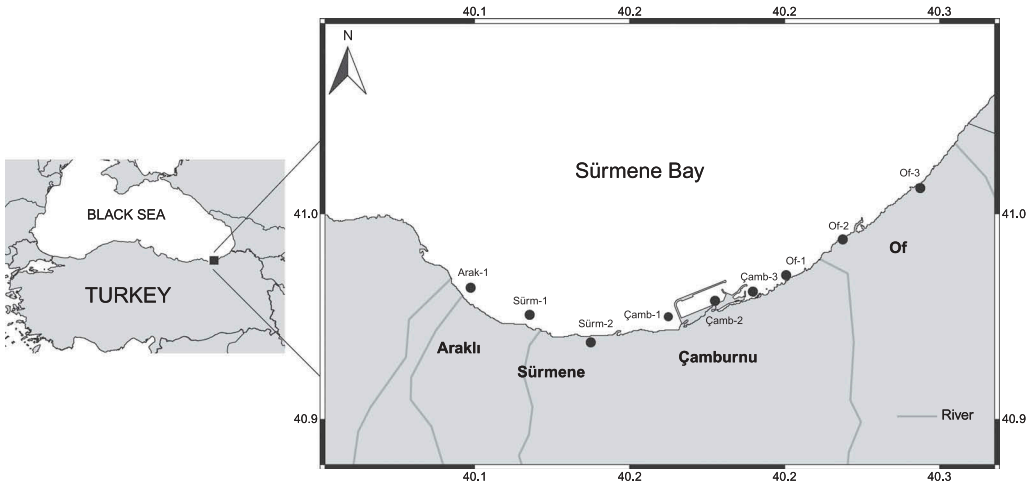 40.1 40.2 40.2 40.3
N
Sürmene Bay
Of-3
BLACK SEA
41.0 41.0
Of-2
Of
Of-1
Arak-1
Çamb-3
TURKEY
Sürm-1
Çamb-1
Çamb-2
Sürm-2
Araklı
Çamburnu
Sürmene
River
40.9 40.9
40.1 40.2 40.2 40.3